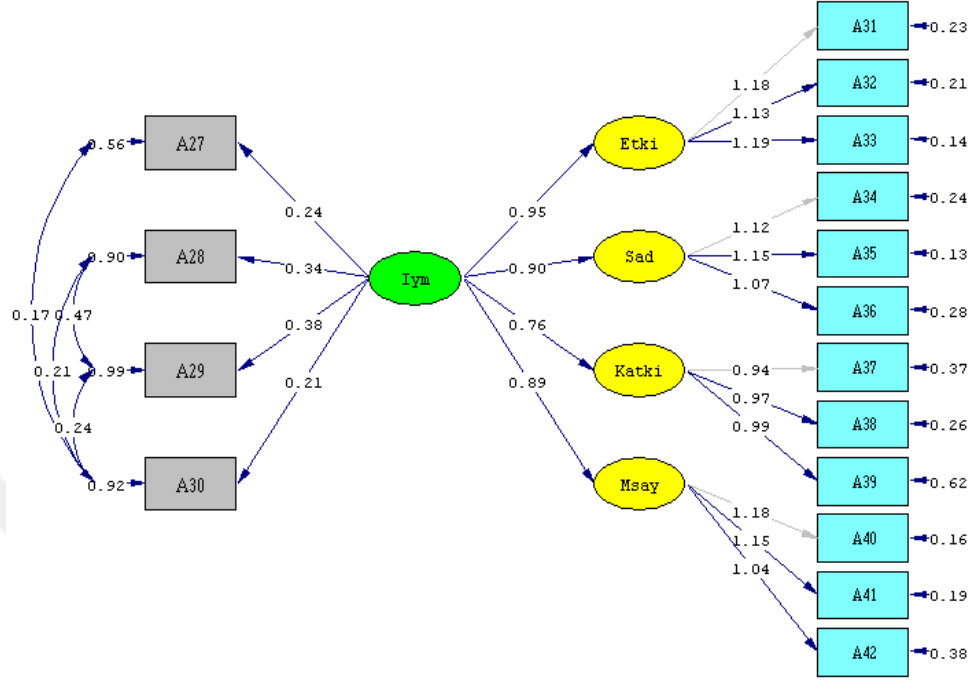 A31
0.23
1.18
A32
0.21
1.13
0.56
A27
Etki
1.19
A33
0.14
A34
0.24
0.24
0.95
1.12
0.90
A28
0.34
Iym
0.90
Sad
1.15
A35
0.13
1.07
A36
0.28
0.17
0.47
0.38
0.76
0.21
0.99
A29
0.21
0.89
Katki
0.94
A37
0.37
0.97
A38
0.26
0.24
0.99
0.92
A30
Msay
A39
0.62
1.18
A40
0.16
1.15
1.04
A41
0.19
A42
0.38